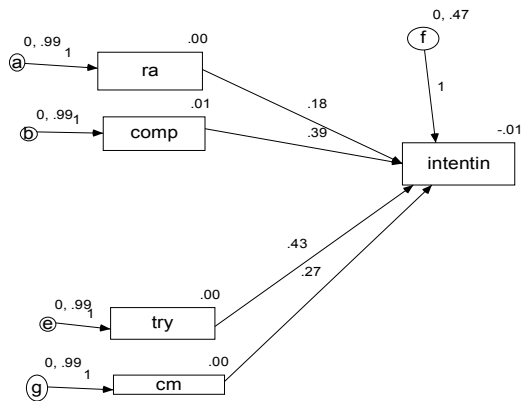 0, .47
f
1
0, .99
1
a
.00
ra
.18
0, .99
1
b
.01
comp
.39
-.01
intentin
.43
.27
0, .99
1
e
.00
try
0, .99
1
g
.00
cm